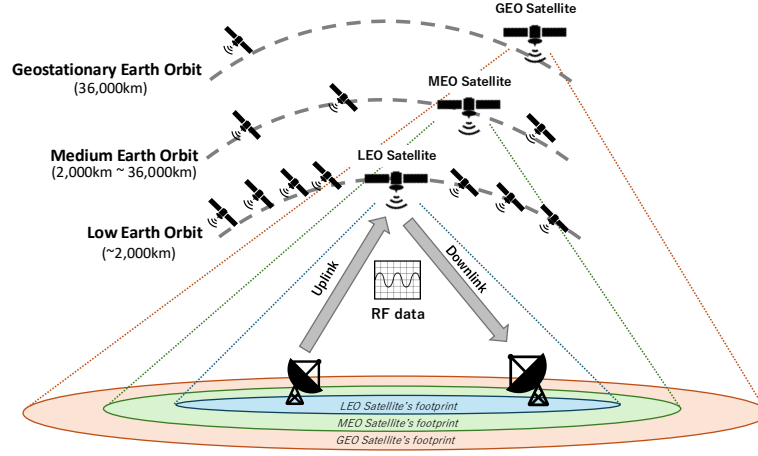 GEO Satellite
Geostationary Earth Orbit
(36,000km)
MEO Satellite
Medium Earth Orbit
(2,000km ~ 36,000km)
LEO Satellite
Low Earth Orbit
(~2,000km)
Uplink
Downlink
RF data
LEO Satellite's footprint
MEO Satellite's footprint
GEO Satellite's footprint